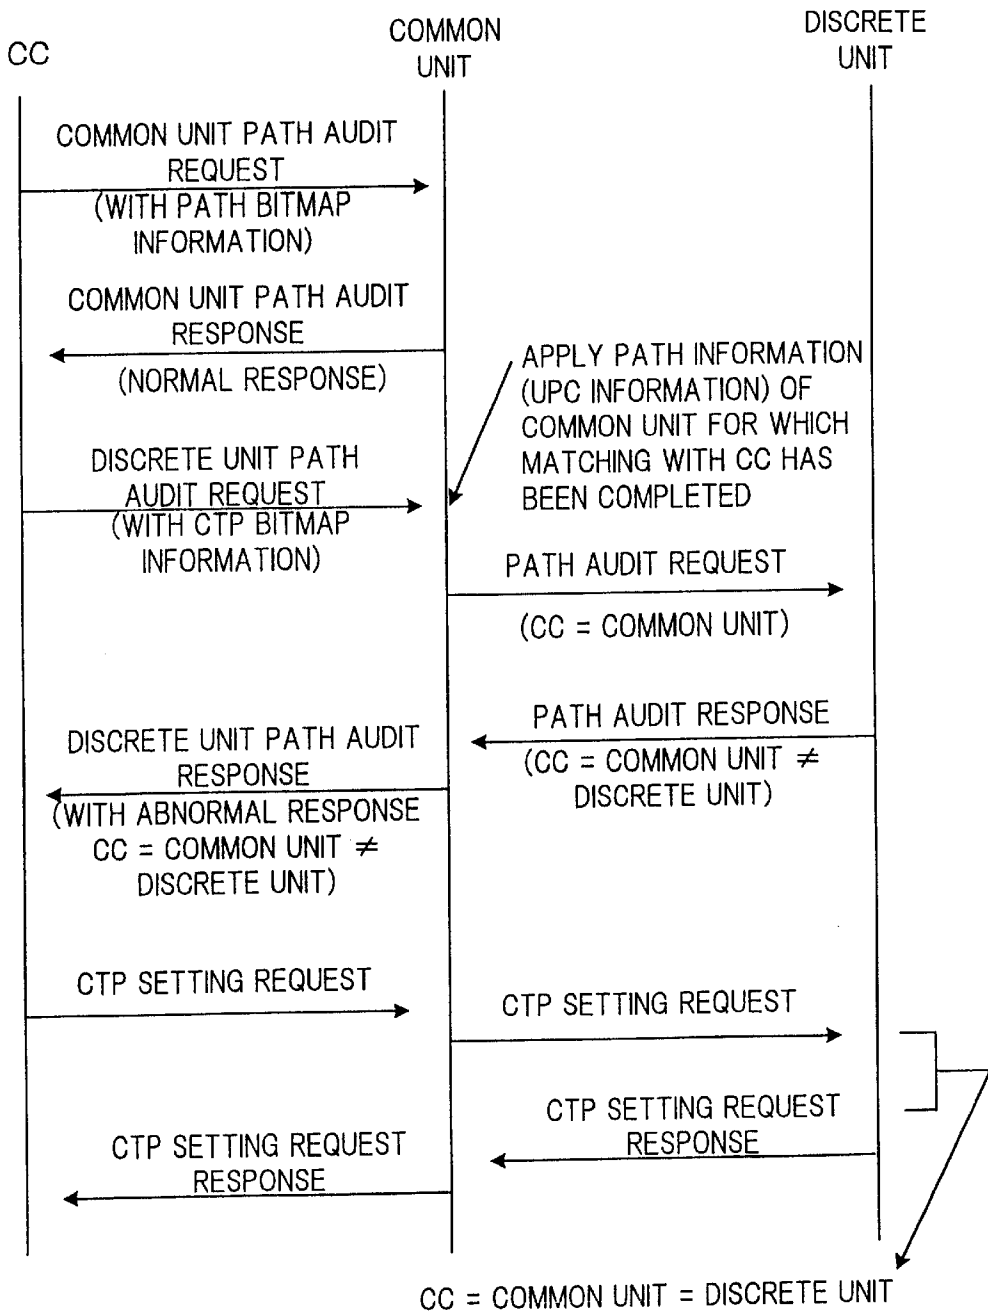 CC
COMMON
UNIT
DISCRETE
UNIT
COMMON UNIT PATH AUDIT
REQUEST
(WITH PATH BITMAP
INFORMATION)
COMMON UNIT PATH AUDIT
RESPONSE
(NORMAL RESPONSE)
APPLY PATH INFORMATION
(UPC INFORMATION) OF
COMMON UNIT FOR WHICH
MATCHING WITH CC HAS
BEEN COMPLETED
DISCRETE UNIT PATH
AUDIT REQUEST
(WITH CTP BITMAP
INFORMATION)
PATH AUDIT REQUEST
(CC = COMMON UNIT)
PATH AUDIT RESPONSE
(CC = COMMON UNIT ≠
DISCRETE UNIT)
DISCRETE UNIT PATH AUDIT
RESPONSE
(WITH ABNORMAL RESPONSE
CC = COMMON UNIT ≠
DISCRETE UNIT)
CTP SETTING REQUEST
CTP SETTING REQUEST
CTP SETTING REQUEST
RESPONSE
CTP SETTING REQUEST
RESPONSE
CC = COMMON UNIT = DISCRETE UNIT